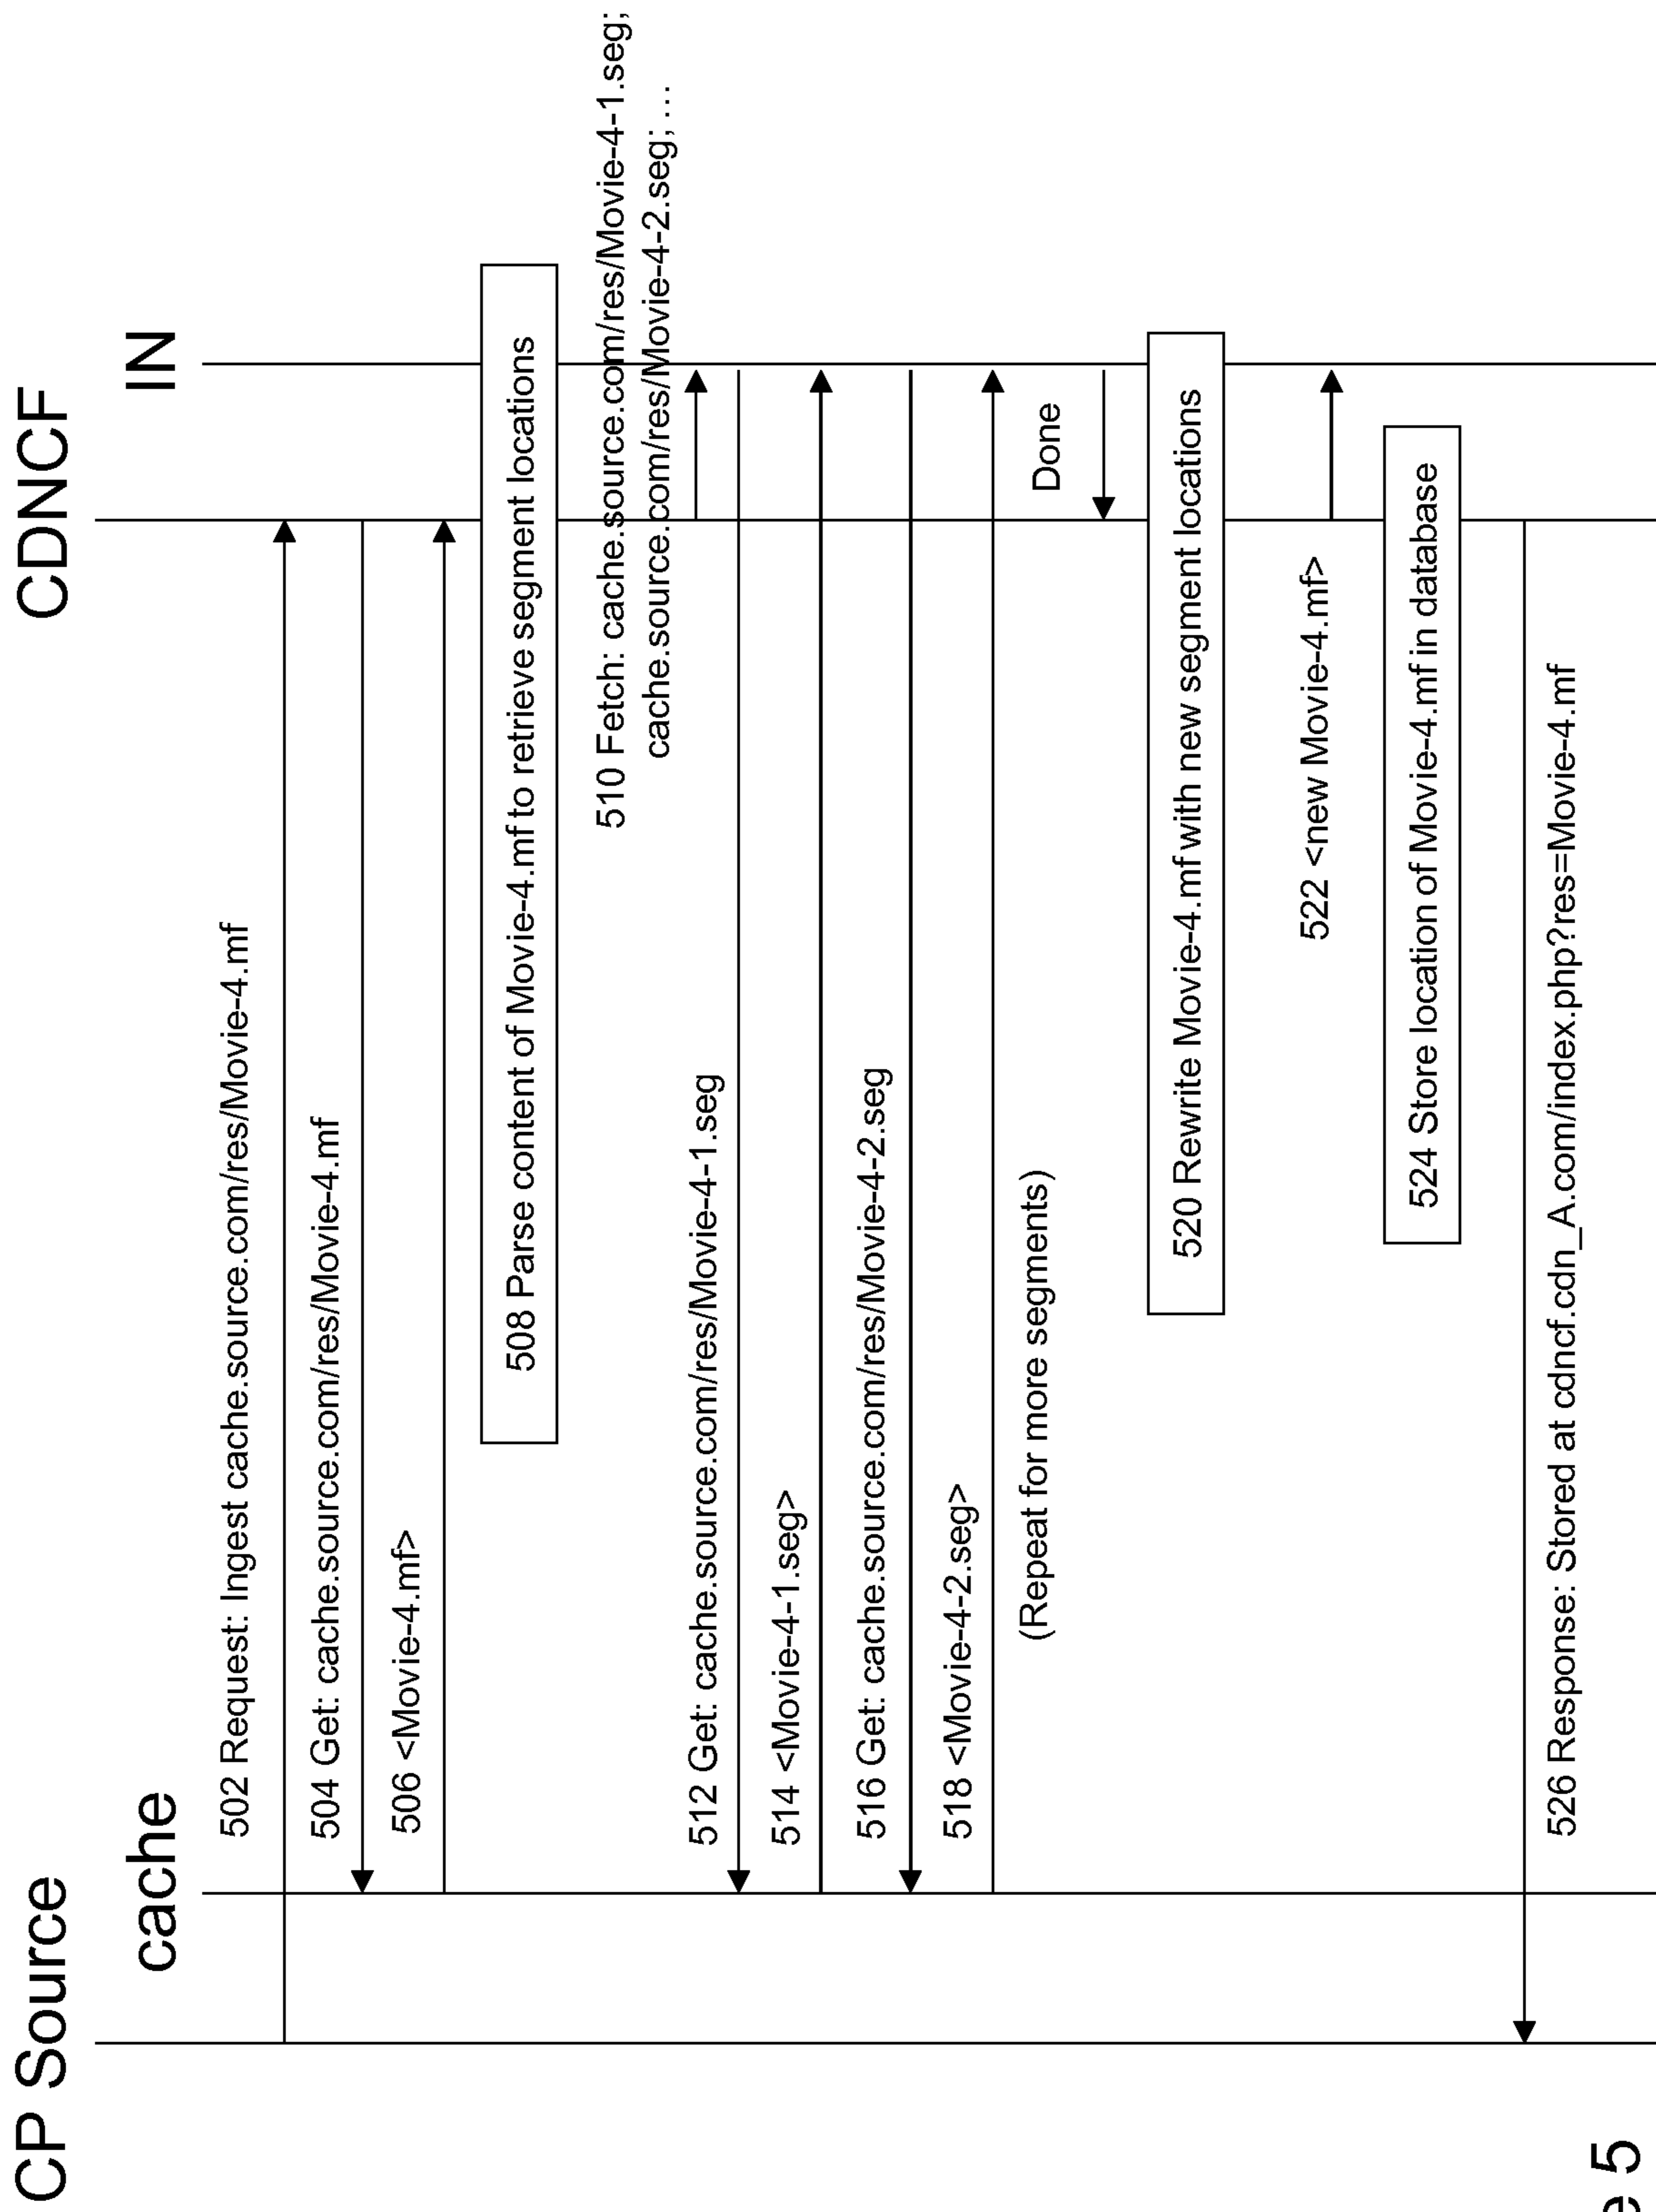 CP Source
CDNCF
cache
IN
502 Request: Ingest cache.source.com/res/Movie-4.mf
504 Get: cache.source.com/res/Movie-4.mf
506 <Movie-4.mf>
508 Parse content of Movie-4.mf to retrieve segment locations
510 Fetch: cache.source.com/res/Movie-4-1.seg;
cache.source.com/res/Movie-4-2.seg; ...
512 Get: cache.source.com/res/Movie-4-1.seg
514 <Movie-4-1.seg>
516 Get: cache.source.com/res/Movie-4-2.seg
518 <Movie-4-2.seg>
(Repeat for more segments)
Done
520 Rewrite Movie-4.mf with new segment locations
522 <new Movie-4.mf>
524 Store location of Movie-4.mf in database
526 Response: Stored at cdncf.cdn_A.com/index.php?res=Movie-4.mf
5